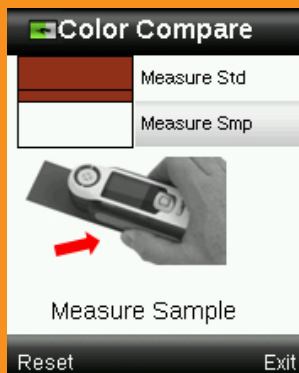 Color Compare
Measure Std
Measure Smp
Measure Sample
Reset Exit